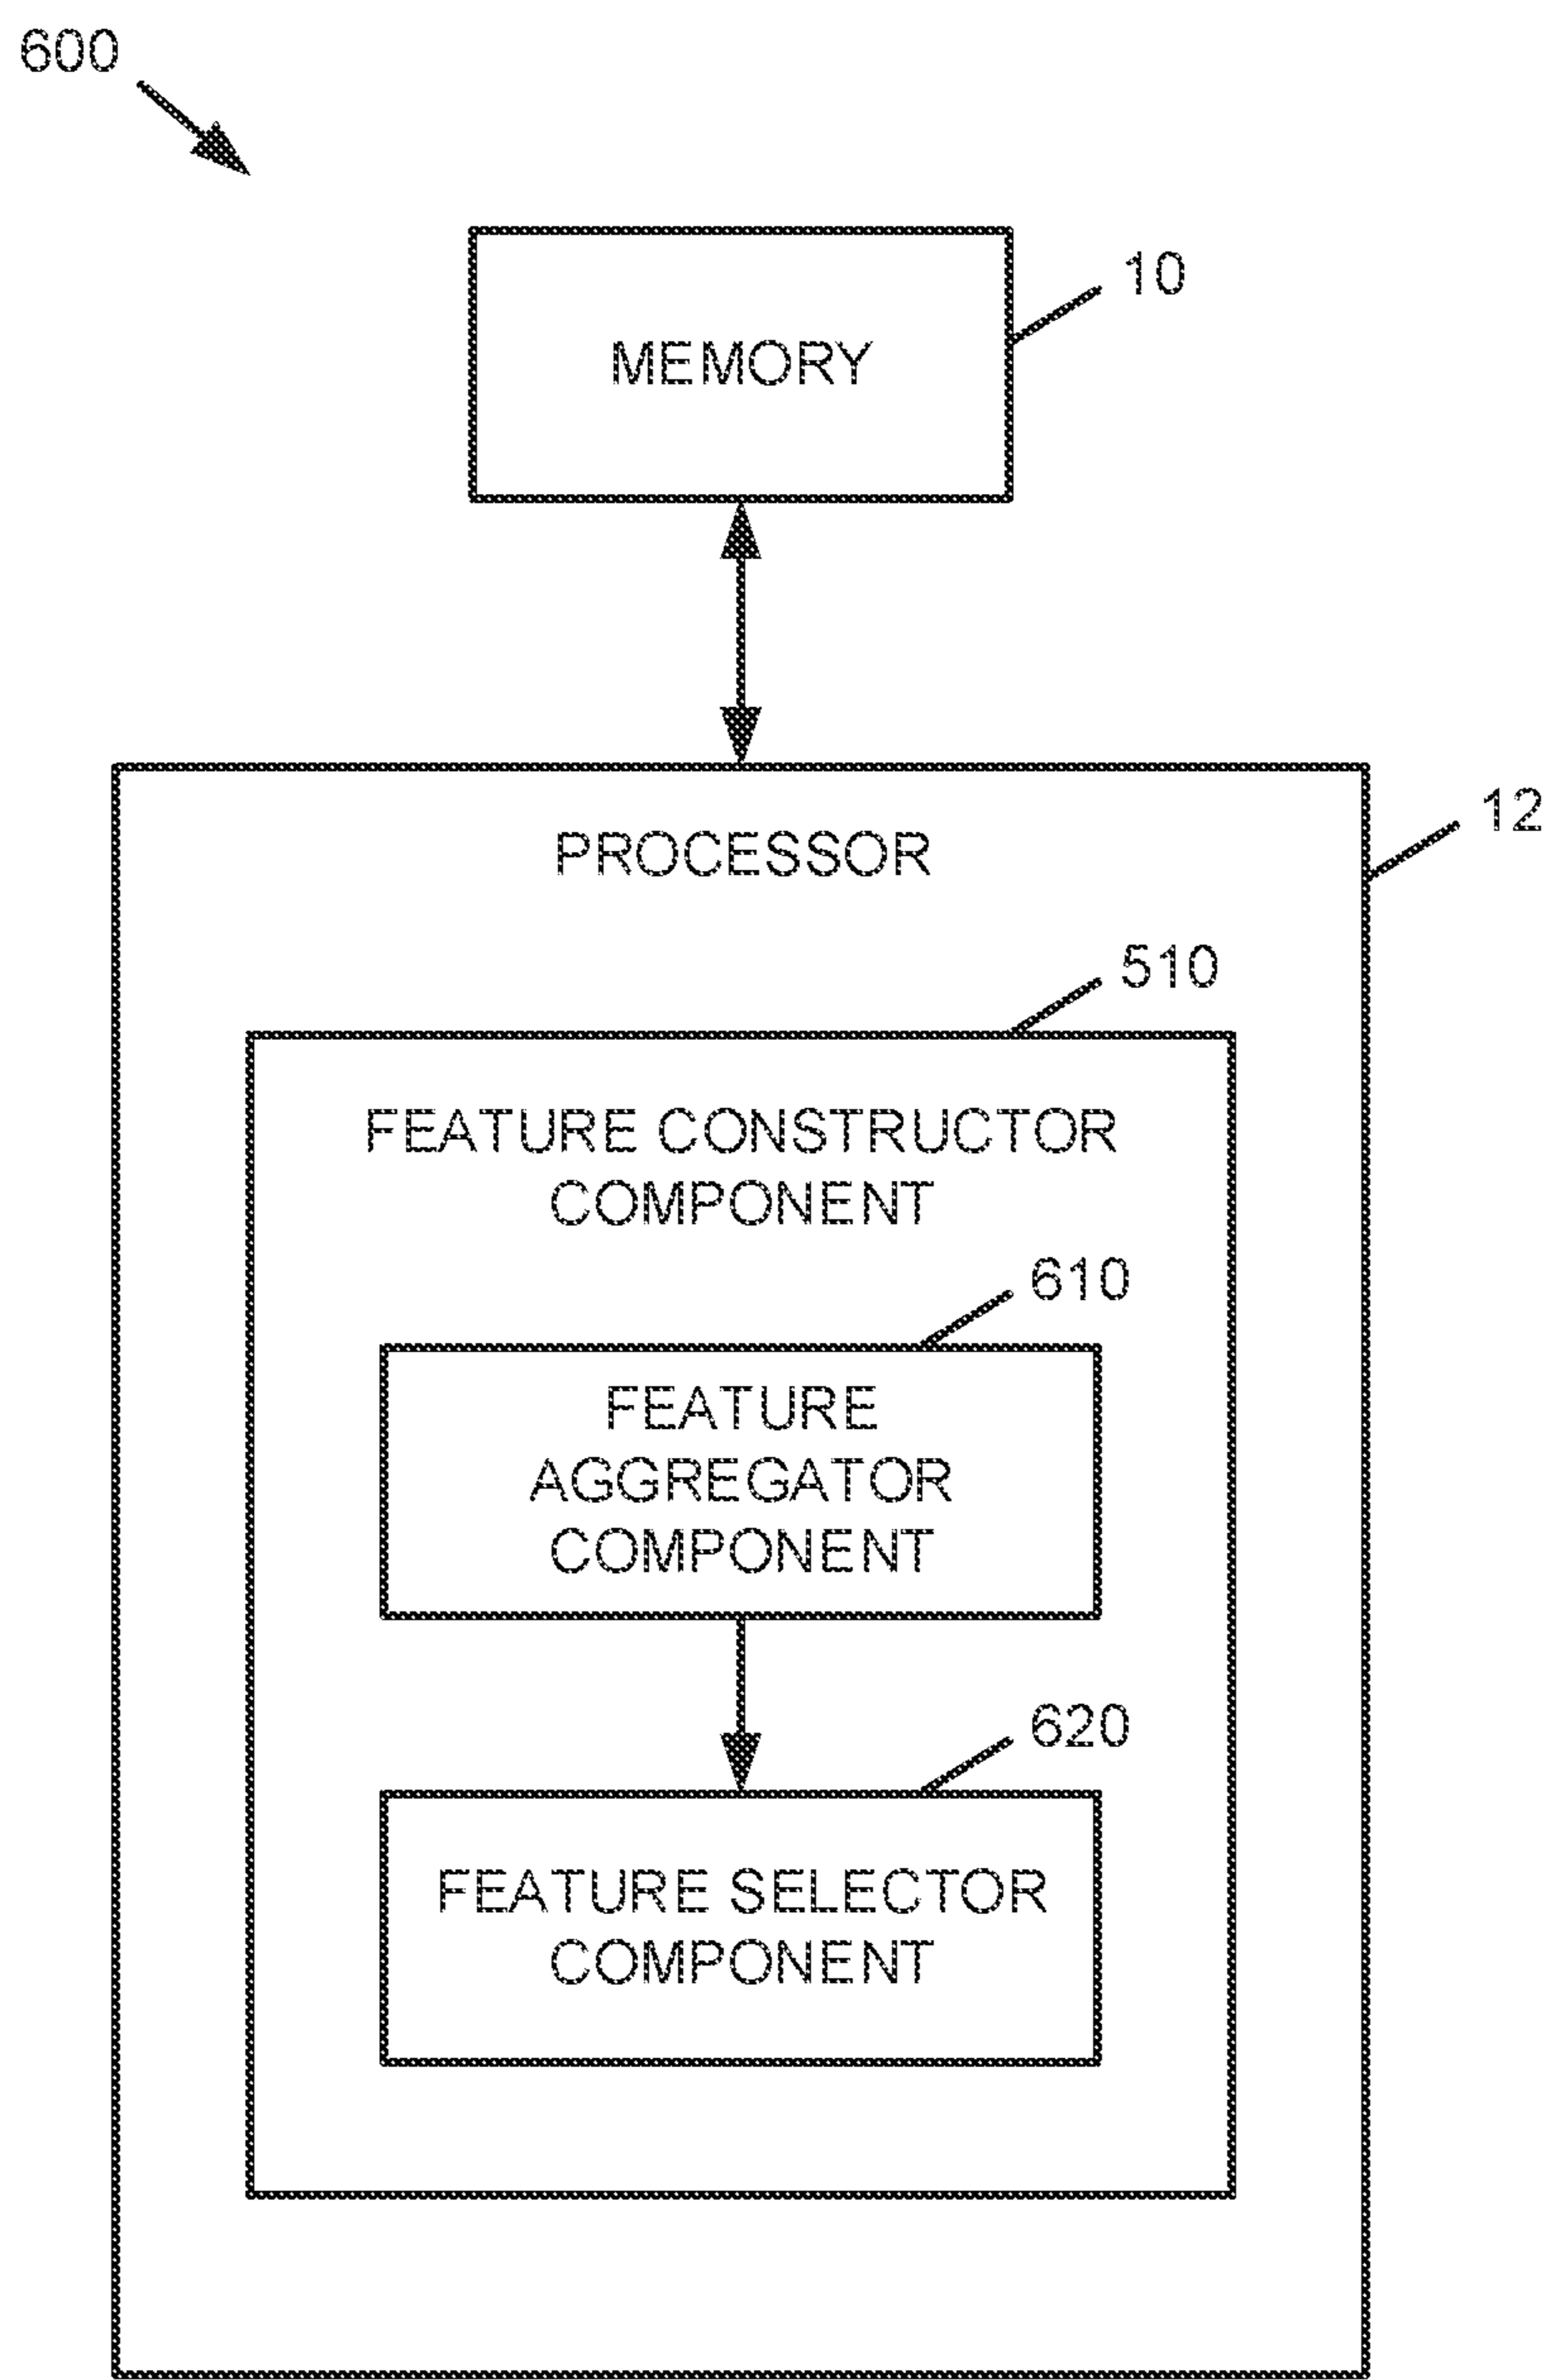 600
10
MEMORY
12
PROCESSOR
510
FEATURE CONSTRUCTOR
COMPONENT
610
FEATURE
AGGREGATOR
COMPONENT
620
FEATURE SELECTOR
COMPONENT